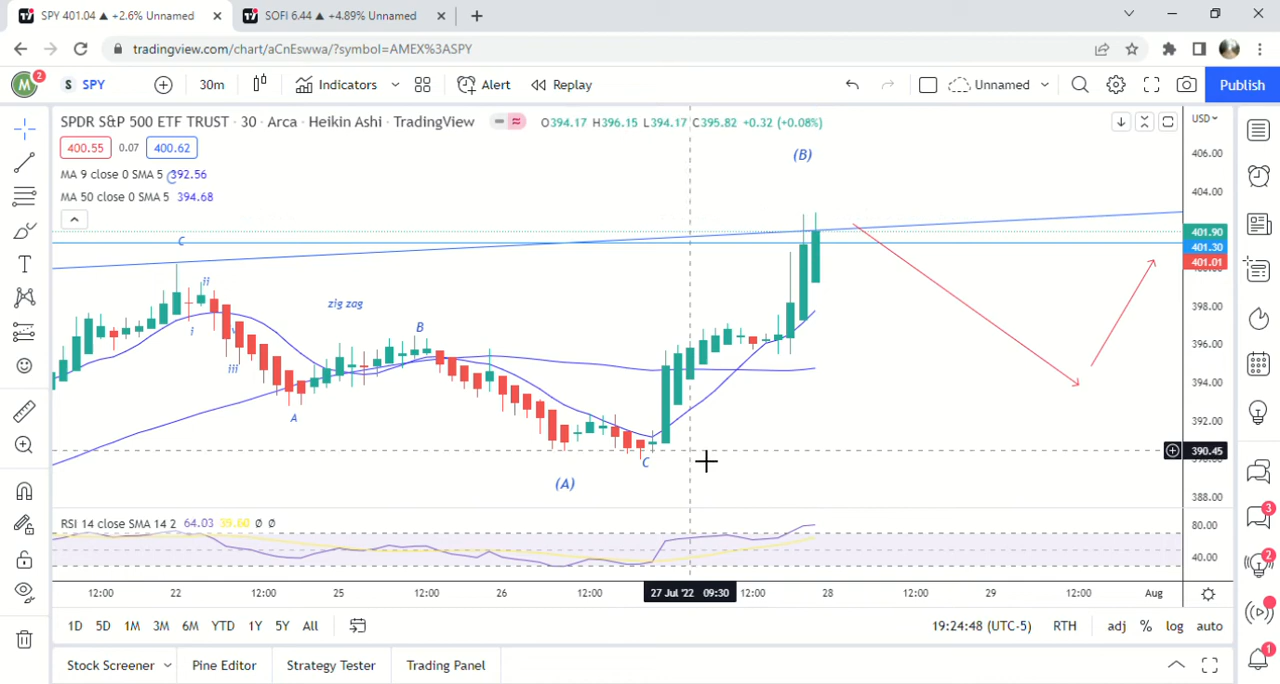 SPY 401.04 ▲ +2.6% Unnamed
SOFI 6.44 ▲ +4.89% Unnamed
tradingview.com/chart/aCnEswwa/?symbol=AMEX%3ASPY
M 2 S SPY 30m Indicators Alert Replay Unnamed Publish
SPDR S&P 500 ETF TRUST · 30 · Arca · Heikin Ashi · TradingView O394.17 H396.15 L394.17 C395.82 +0.32 (+0.08%) USD
400.55 0.07 400.62
MA 9 close 0 SMA 5 392.56
MA 50 close 0 SMA 5 394.68
(B)
406.00
404.00
401.90
401.30
401.01
398.00
396.00
394.00
392.00
390.45
388.00
C
ii
i
zig zag
v
iii
B
A
C
(A)
RSI 14 close SMA 14 2 64.03 39.60 Ø Ø
80.00
40.00
12:00 22 12:00 25 12:00 26 12:00 27 Jul '22 09:30 12:00 28 12:00 29 12:00 Aug
1D 5D 1M 3M 6M YTD 1Y 5Y All 19:24:48 (UTC-5) RTH adj % log auto
Stock Screener Pine Editor Strategy Tester Trading Panel
3
2
1